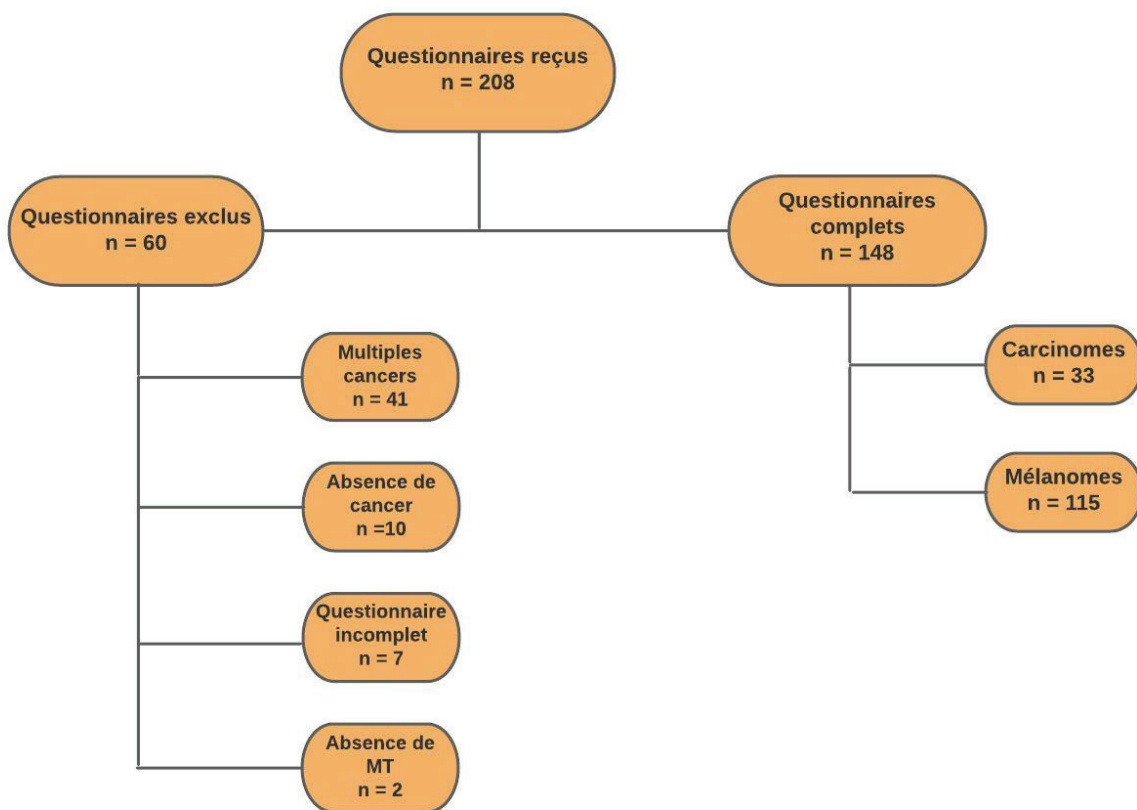 Questionnaires reçus
n = 208
Questionnaires exclus
n = 60
Questionnaires
complets
n = 148
Multiples
cancers
n = 41
Absence de
cancer
n =10
Questionnaire
incomplet
n = 7
Absence de
MT
n = 2
Carcinomes
n = 33
Mélanomes
n = 115